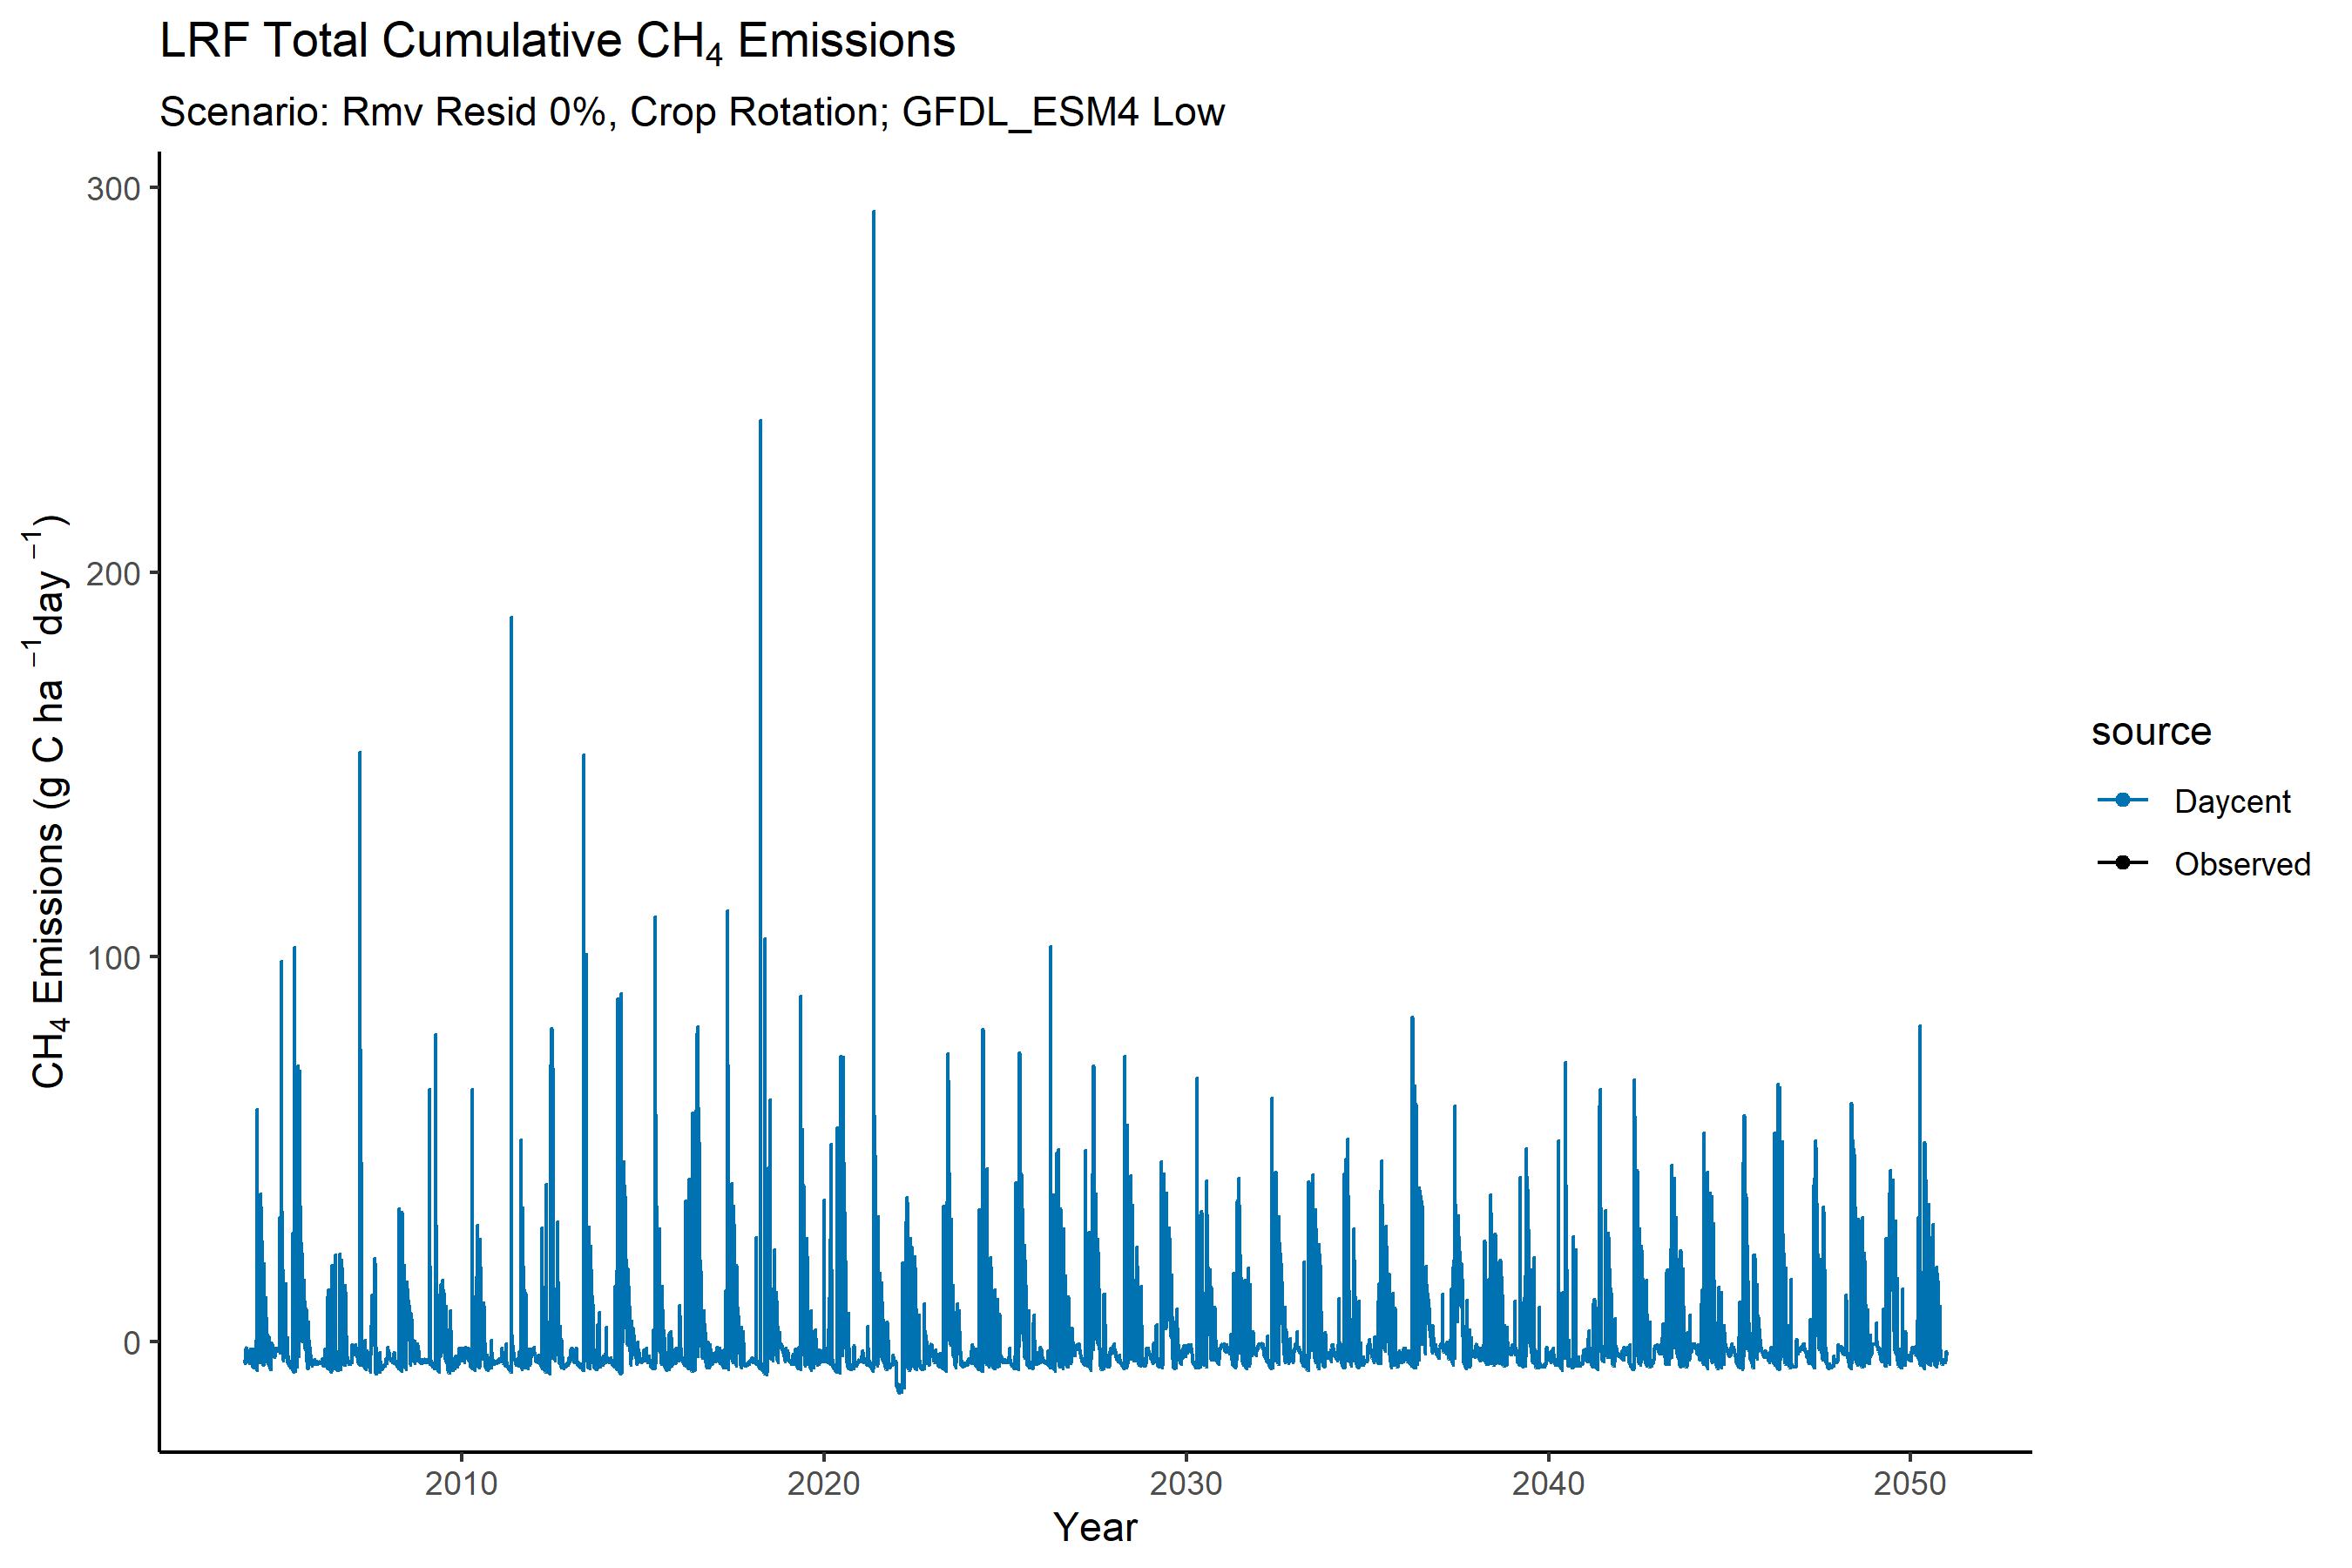 LRF Total Cumulative CH₄ Emissions
Scenario: Rmv Resid 0%, Crop Rotation; GFDL_ESM4 Low
CH₄ Emissions (g C ha ⁻¹day ⁻¹)
300
200
100
0
2010 2020 2030 2040 2050
Year
source
Daycent
Observed